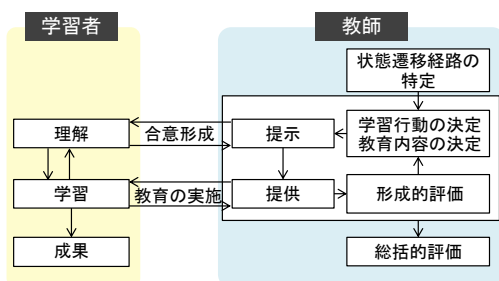 学習者
教師
状態遷移経路の
特定
理解
合意形成
提示
学習行動の決定
教育内容の決定
学習
教育の実施
提供
形成的評価
成果
総括的評価